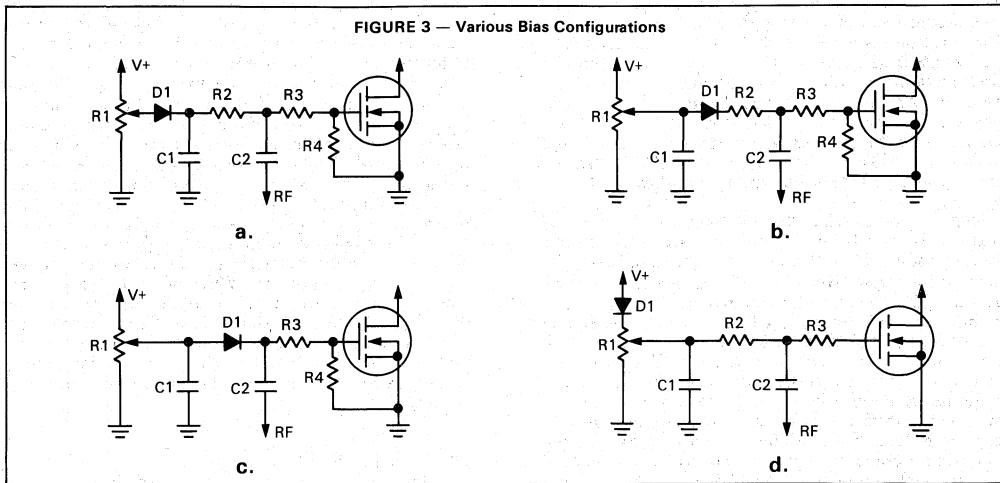 FIGURE 3 — Various Bias Configurations
V+
D1
R2
R3
R1
R4
C1
C2
RF
a.
V+
D1
R2
R3
R1
R4
C1
C2
RF
b.
V+
D1
R3
R1
R4
C1
C2
RF
c.
V+
D1
R2
R3
R1
C1
C2
RF
d.